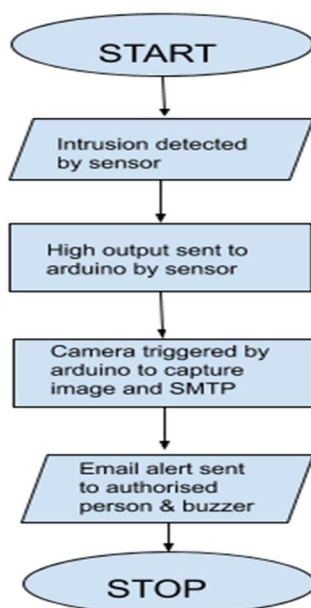 START
Intrusion detected
by sensor
High output sent to
arduino by sensor
Camera triggered by
arduino to capture
image and SMTP
Email alert sent
to authorised
person & buzzer
STOP